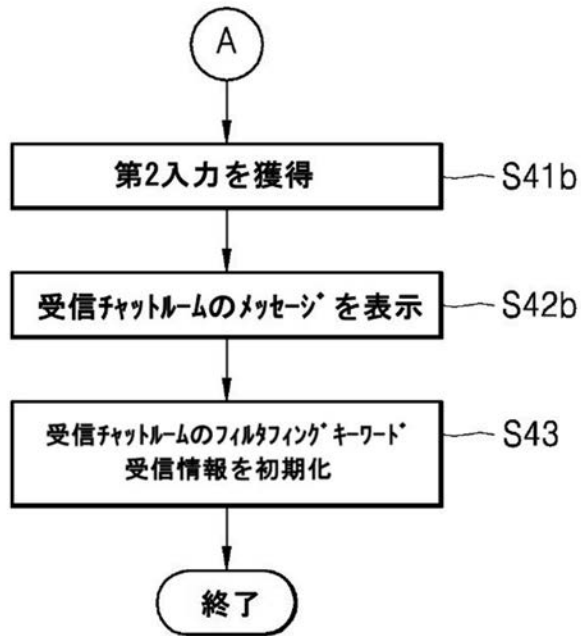 A
第2入力を獲得
S41b
受信ﾁｬｯﾄﾙｰﾑのﾒｯｾｰｼﾞを表示
S42b
受信ﾁｬｯﾄﾙｰﾑのﾌｨﾙﾀﾌｨﾝｸﾞｷｰﾜｰﾄﾞ
受信情報を初期化
S43
終了